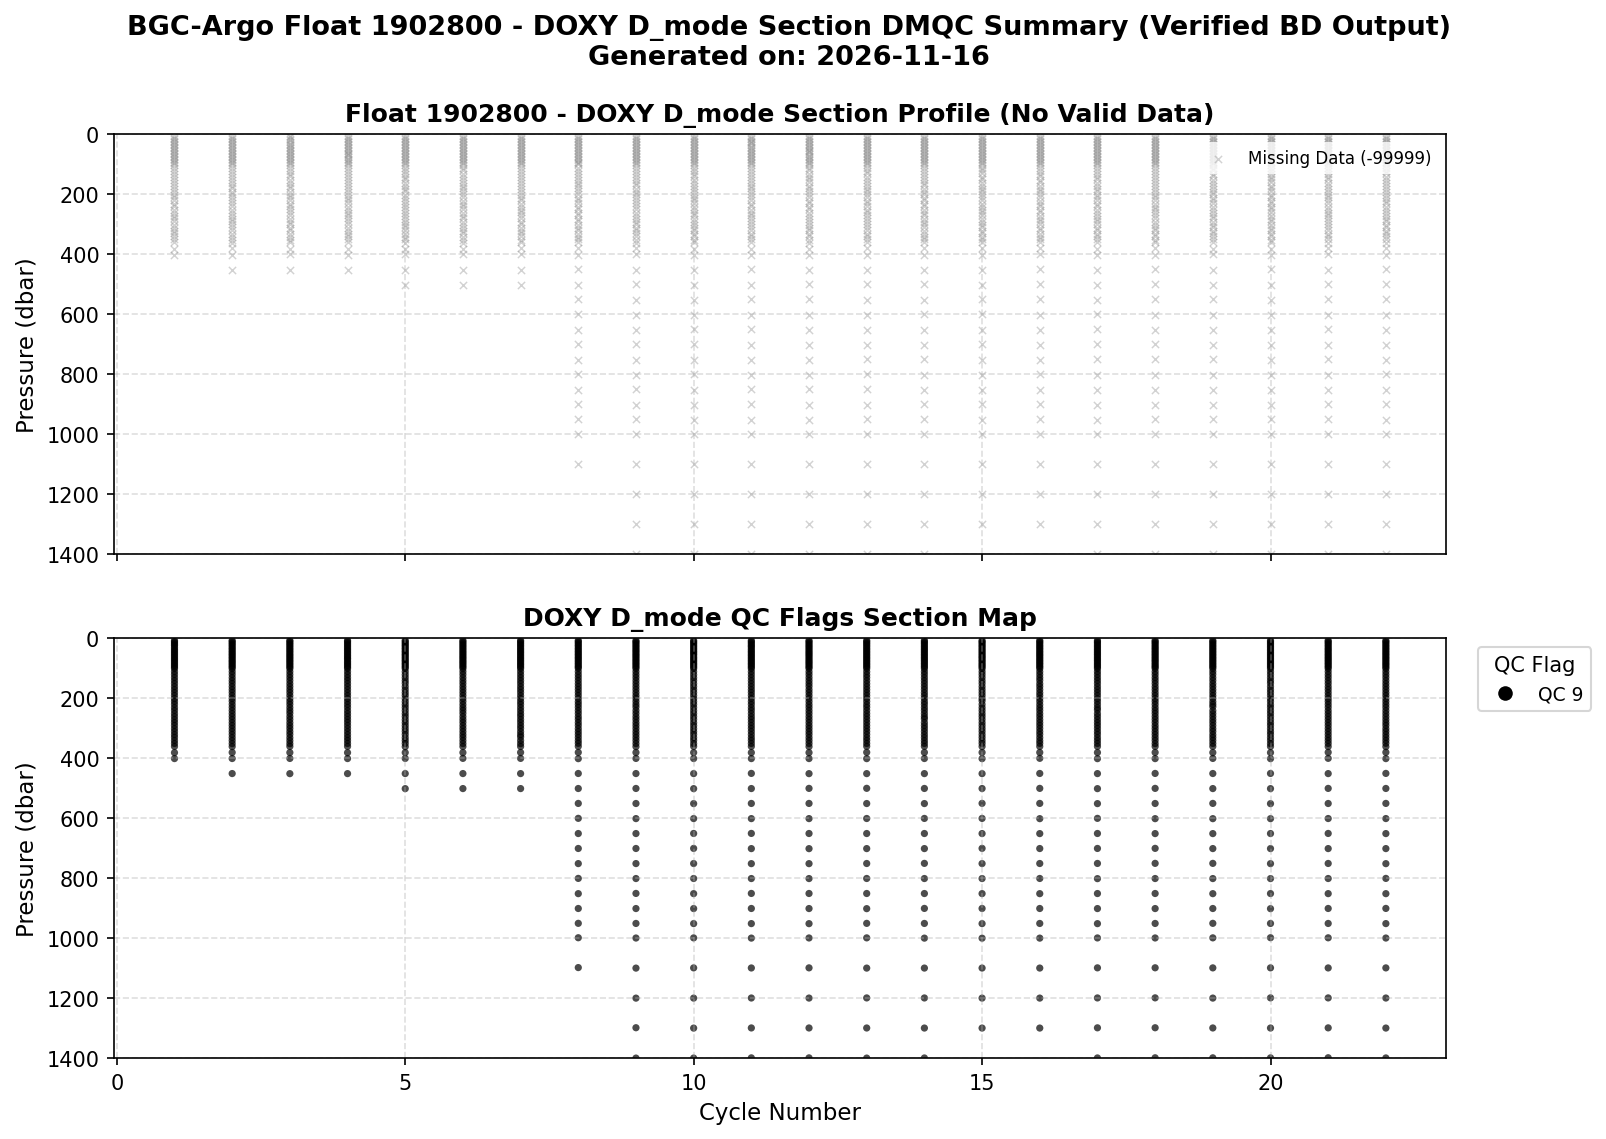 BGC-Argo Float 1902800 - DOXY D_mode Section DMQC Summary (Verified BD Output)
Generated on: 2026-11-16
Float 1902800 - DOXY D_mode Section Profile (No Valid Data)
Missing Data (-99999)
Pressure (dbar)
0
200
400
600
800
1000
1200
1400
DOXY D_mode QC Flags Section Map
QC Flag
QC 9
Pressure (dbar)
0
200
400
600
800
1000
1200
1400
0
5
10
15
20
Cycle Number